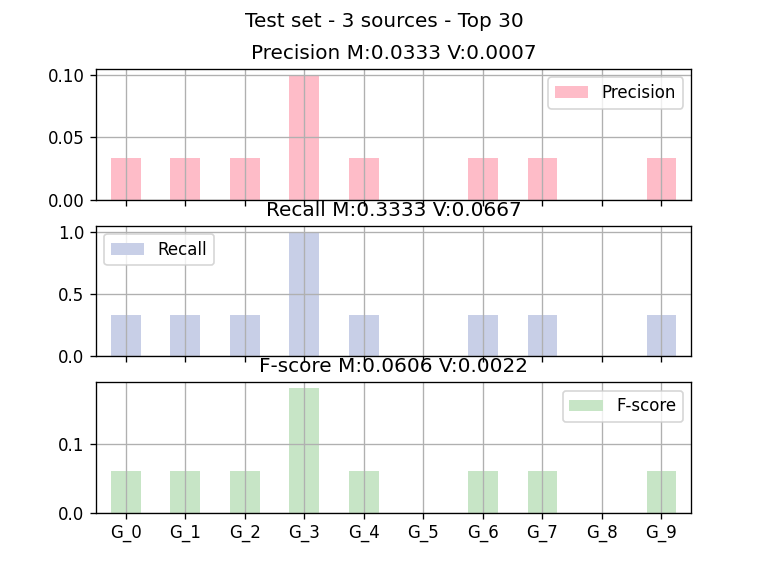 Test set - 3 sources - Top 30
Precision M:0.0333 V:0.0007
0.10
0.05
0.00
Precision
Recall M:0.3333 V:0.0667
1.0
0.5
0.0
Recall
F-score M:0.0606 V:0.0022
0.1
0.0
F-score
G_0 G_1 G_2 G_3 G_4 G_5 G_6 G_7 G_8 G_9